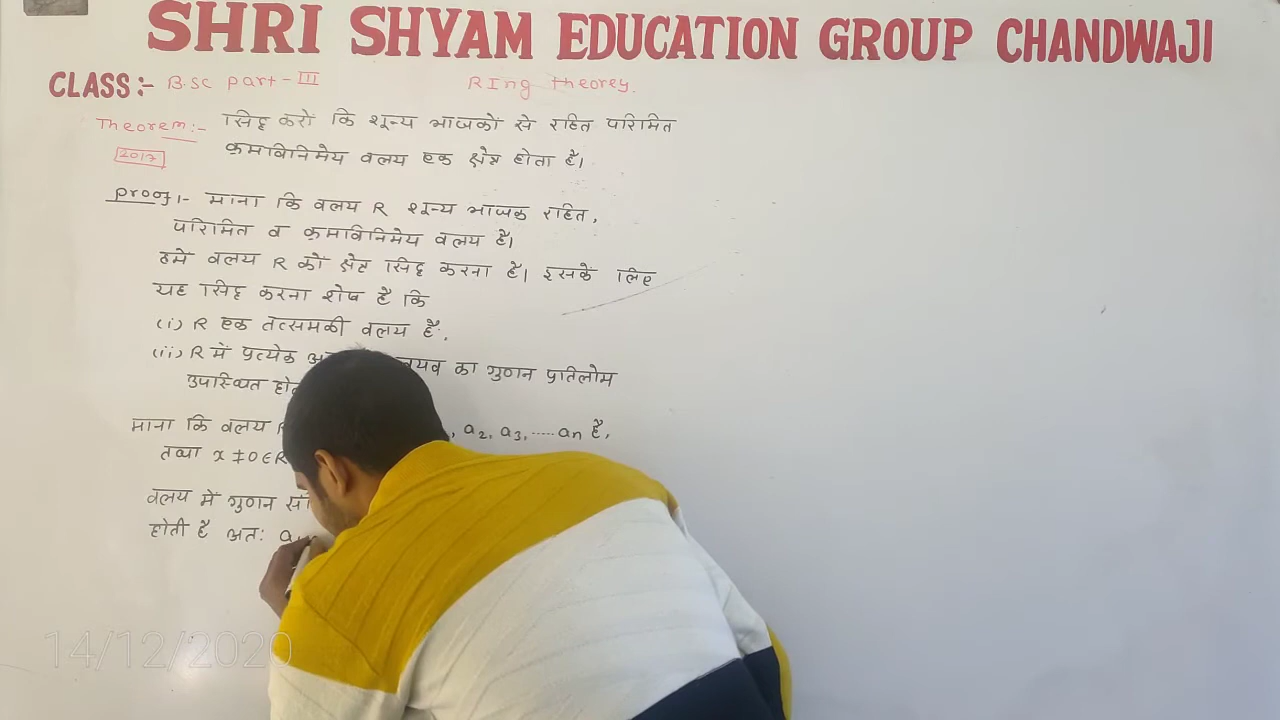 SHRI SHYAM EDUCATION GROUP CHANDWAJI
CLASS:- B.SC part-III RIng theorey.
Theorem:- सिद्ध करो कि शून्य भाजकों से रहित परिमित
2017 क्रमविनिमेय वलय एक क्षेत्र होता है।
proof:- माना कि वलय R शून्य भाजक रहित,
परिमित व क्रमविनिमेय वलय है।
हमें वलय R को क्षेत्र सिद्ध करना है। इसके लिए
यह सिद्ध करना शेष है कि
(i) R एक तत्समकी वलय है.
(ii) R में प्रत्येक का गुणन प्रतिलोम
उपस्थित
माना कि वलय a2, a3, ..... an है,
तथा x ≠ 0 ∈ R
वलय में गुणन
होती है अतः
14/12/2020